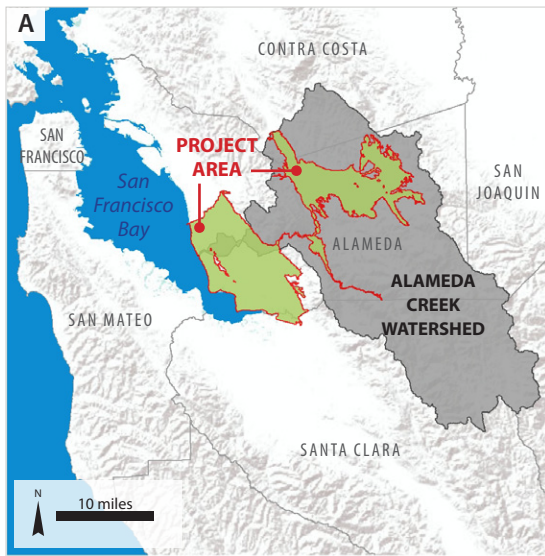 A
CONTRA COSTA
SAN
FRANCISCO
PROJECT
AREA
SAN
JOAQUIN
San
Francisco
Bay
ALAMEDA
ALAMEDA
CREEK
WATERSHED
SAN MATEO
SANTA CLARA
N
10 miles